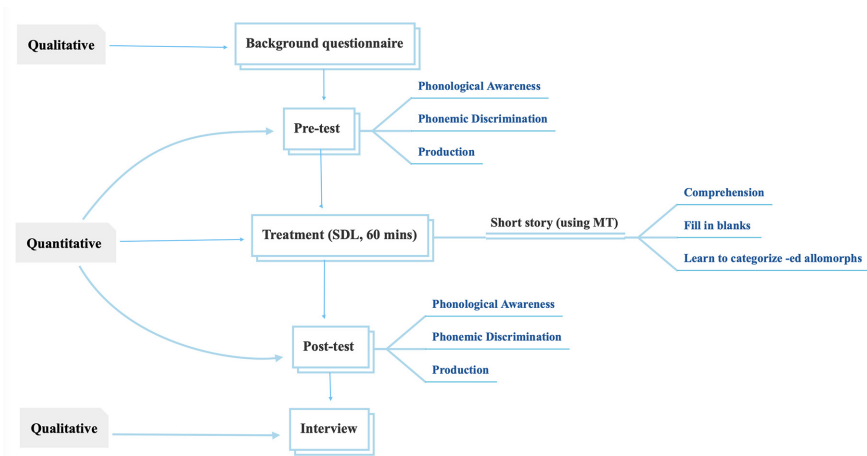 Qualitative
Background questionnaire
Phonological Awareness
Pre-test
Phonemic Discrimination
Production
Quantitative
Treatment (SDL, 60 mins)
Short story (using MT)
Comprehension
Fill in blanks
Learn to categorize -ed allomorphs
Phonological Awareness
Post-test
Phonemic Discrimination
Production
Qualitative
Interview